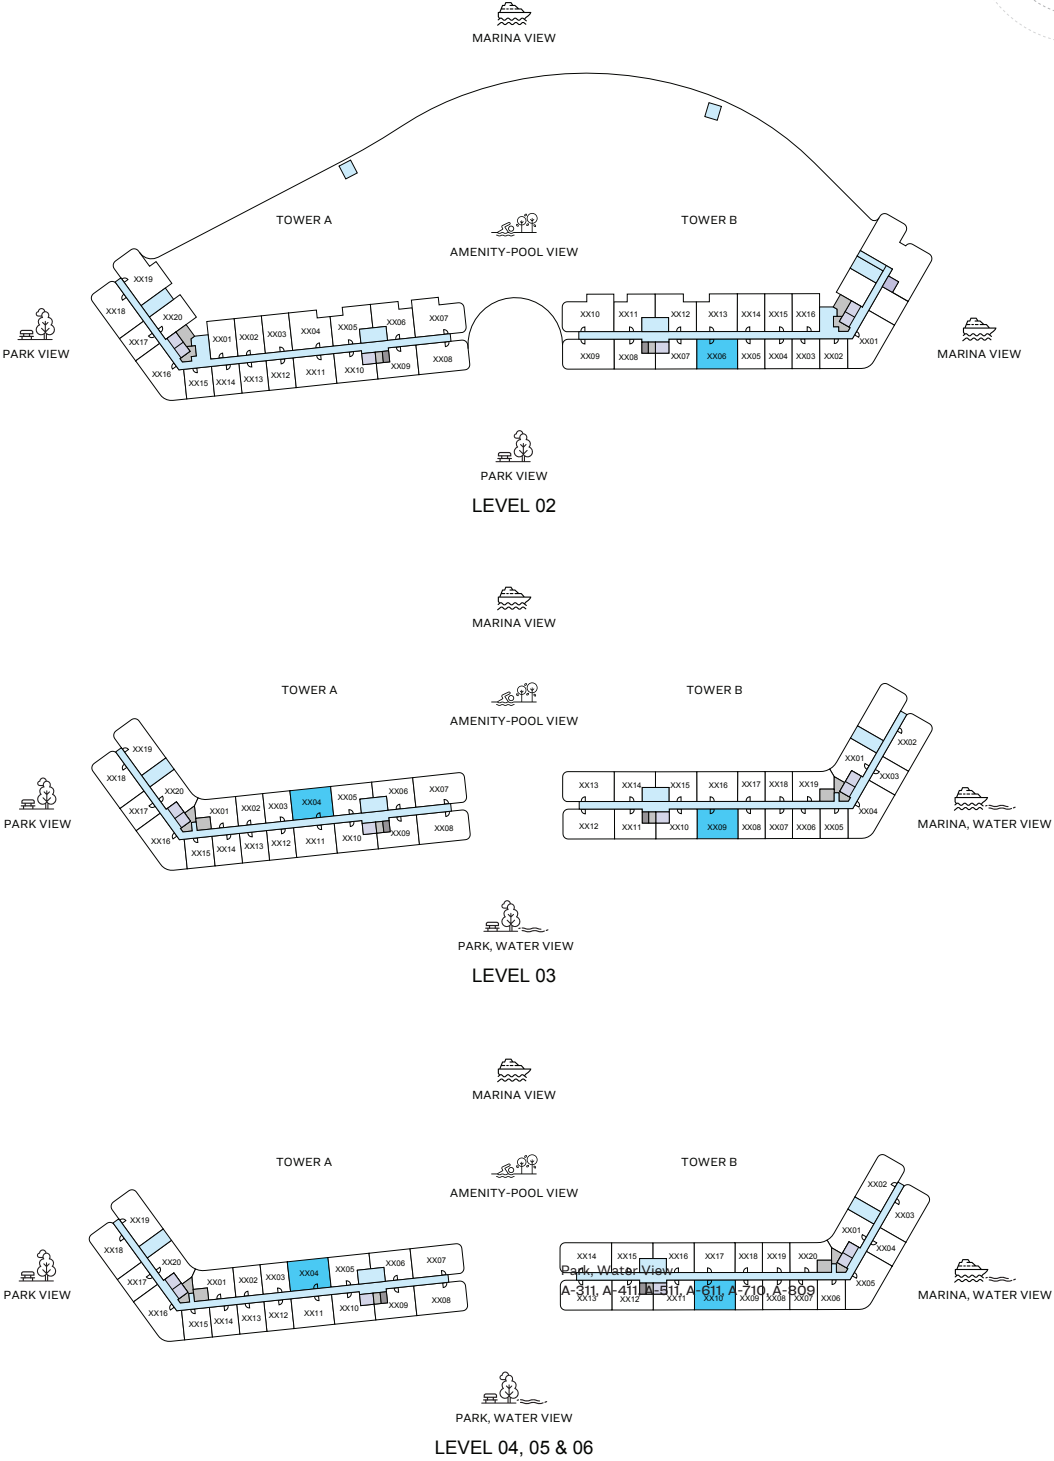 MARINA VIEW
TOWER A
TOWER B
AMENITY-POOL VIEW
XX19
XX18
XX20
XX17
XX16
XX01
XX02
XX03
XX04
XX05
XX06
XX07
XX15
XX14
XX13
XX12
XX11
XX10
XX09
XX08
XX10
XX11
XX12
XX13
XX14
XX15
XX16
XX09
XX08
XX07
XX06
XX05
XX04
XX03
XX02
XX01
PARK VIEW
MARINA VIEW
PARK VIEW
LEVEL 02
MARINA VIEW
TOWER A
TOWER B
AMENITY-POOL VIEW
XX19
XX18
XX20
XX17
XX16
XX01
XX02
XX03
XX04
XX05
XX06
XX07
XX15
XX14
XX13
XX12
XX11
XX10
XX09
XX08
XX13
XX14
XX15
XX16
XX17
XX18
XX19
XX01
XX02
XX03
XX04
XX12
XX11
XX10
XX09
XX08
XX07
XX06
XX05
PARK VIEW
MARINA, WATER VIEW
PARK, WATER VIEW
LEVEL 03
MARINA VIEW
TOWER A
TOWER B
AMENITY-POOL VIEW
XX19
XX18
XX20
XX17
XX16
XX01
XX02
XX03
XX04
XX05
XX06
XX07
XX15
XX14
XX13
XX12
XX11
XX10
XX09
XX08
XX14
XX15
XX16
XX17
XX18
XX19
XX20
XX01
XX02
XX03
XX04
XX05
Park, Water View
A-311, A-411, A-511, A-611, A-710, A-809
XX13
XX12
XX11
XX10
XX09
XX08
XX07
XX06
PARK VIEW
MARINA, WATER VIEW
PARK, WATER VIEW
LEVEL 04, 05 & 06